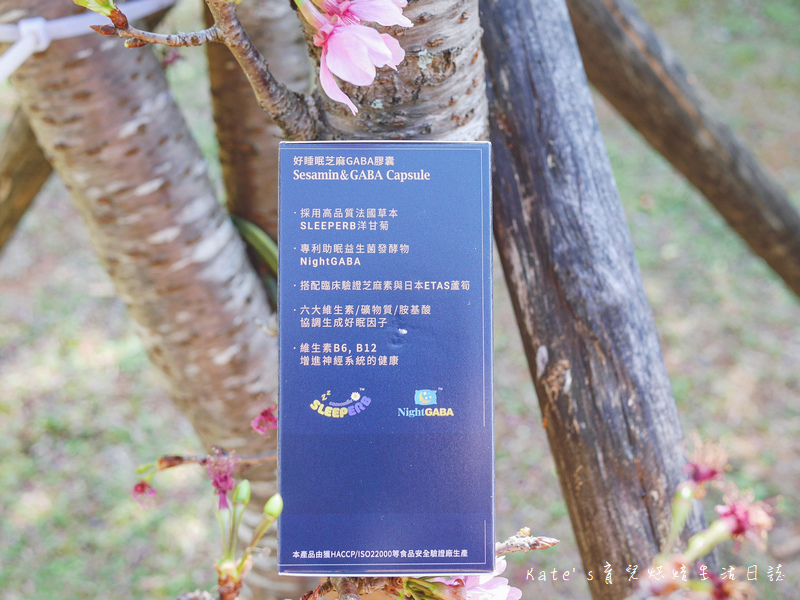 好睡眠芝麻GABA膠囊
Sesamin&GABA Capsule
·採用高品質法國草本
SLEEPERB洋甘菊
·專利助眠益生菌發酵物
NightGABA
·搭配臨床驗證芝麻素與日本ETAS蘆筍
·六大維生素/礦物質/胺基酸
協調生成好眠因子
·維生素B6, B12
增進神經系統的健康
SLEEPERB™
NightGABA™
本產品由獲HACCP/ISO22000等食品安全驗證廠生產
Kate's育兒烘焙生活日誌